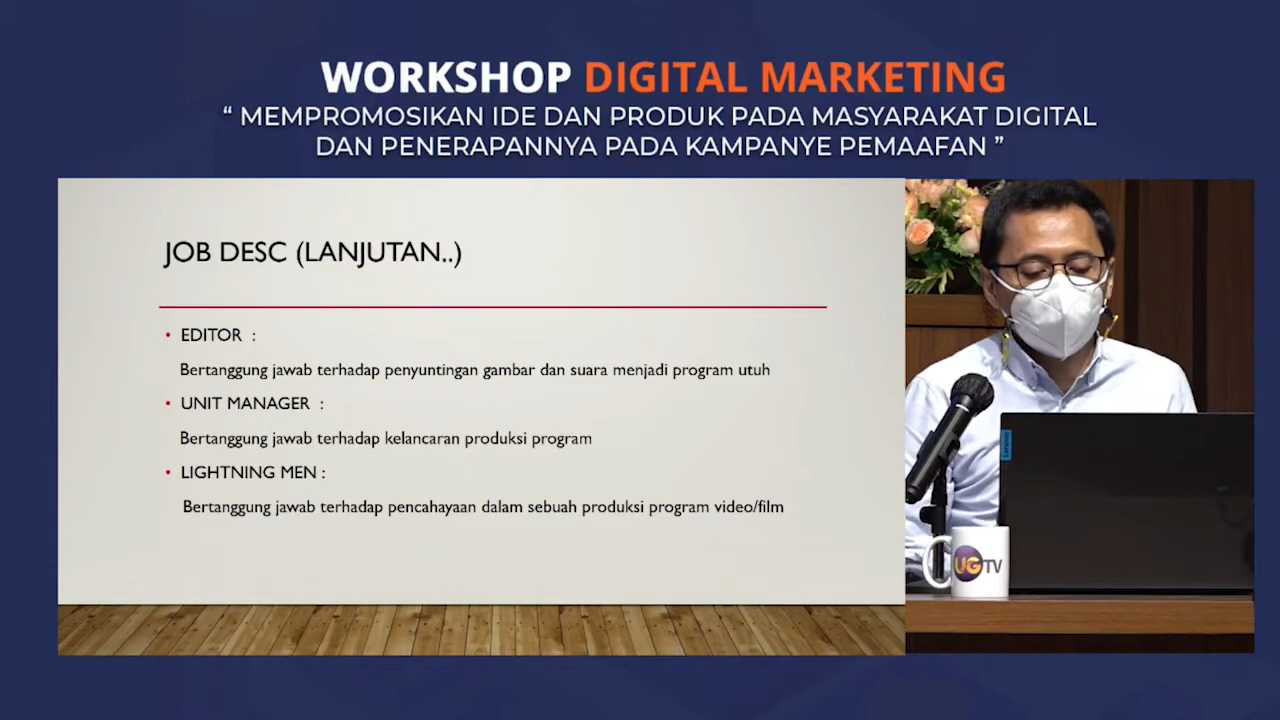 WORKSHOP DIGITAL MARKETING
“ MEMPROMOSIKAN IDE DAN PRODUK PADA MASYARAKAT DIGITAL
DAN PENERAPANNYA PADA KAMPANYE PEMAAFAN ”
JOB DESC (LANJUTAN..)
• EDITOR :
Bertanggung jawab terhadap penyuntingan gambar dan suara menjadi program utuh
• UNIT MANAGER :
Bertanggung jawab terhadap kelancaran produksi program
• LIGHTNING MEN :
Bertanggung jawab terhadap pencahayaan dalam sebuah produksi program video/film
Lenovo
UGTV